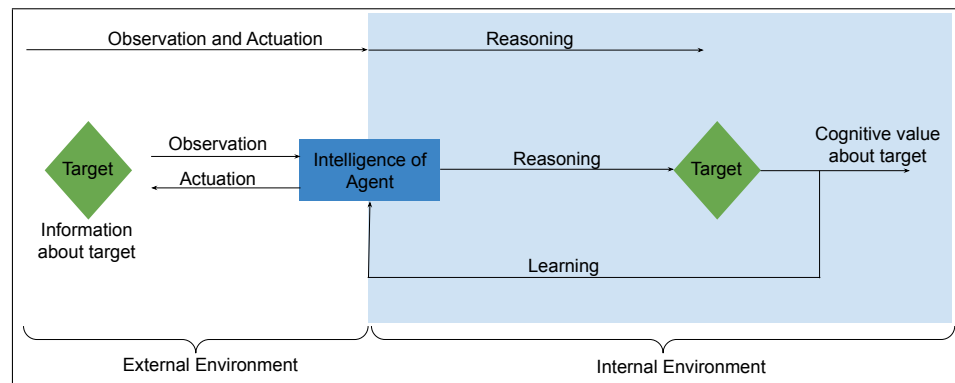 Observation and Actuation
Reasoning
Target
Observation
Actuation
Information
about target
Intelligence of
Agent
Reasoning
Target
Cognitive value
about target
Learning
External Environment
Internal Environment